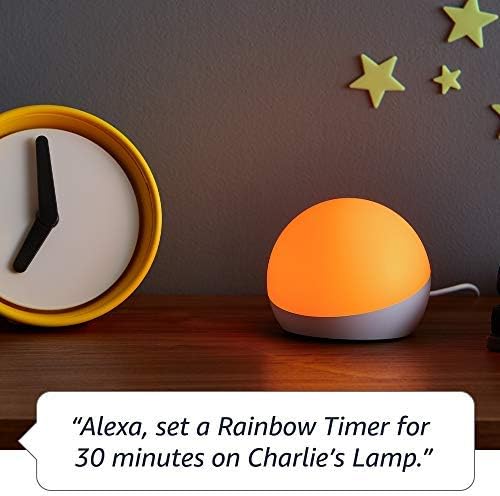 “Alexa, set a Rainbow Timer for
30 minutes on Charlie’s Lamp.”